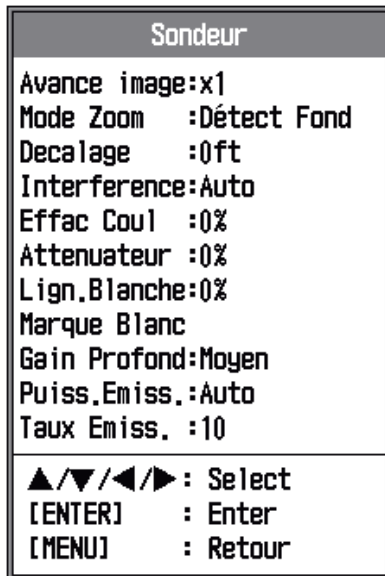 Sondeur
Avance image:x1
Mode Zoom :Détect Fond
Decalage :0ft
Interference:Auto
Effac Coul :0%
Attenuateur :0%
Lign.Blanche:0%
Marque Blanc
Gain Profond:Moyen
Puiss.Emiss.:Auto
Taux Emiss. :10
▲/▼/◀/▶: Select
[ENTER] : Enter
[MENU] : Retour